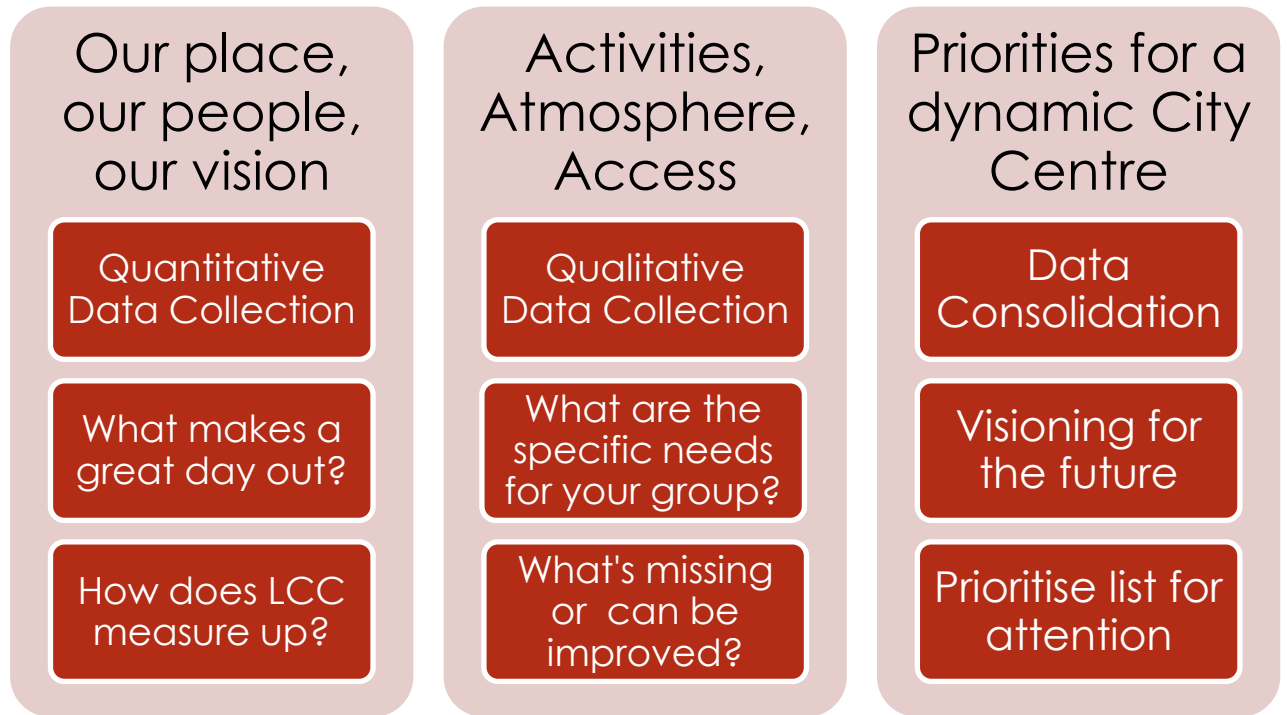 Our place,
our people,
our vision
Quantitative
Data Collection
What makes a
great day out?
How does LCC
measure up?
Activities,
Atmosphere,
Access
Qualitative
Data Collection
What are the
specific needs
for your group?
What's missing
or can be
improved?
Priorities for a
dynamic City
Centre
Data
Consolidation
Visioning for
the future
Prioritise list for
attention